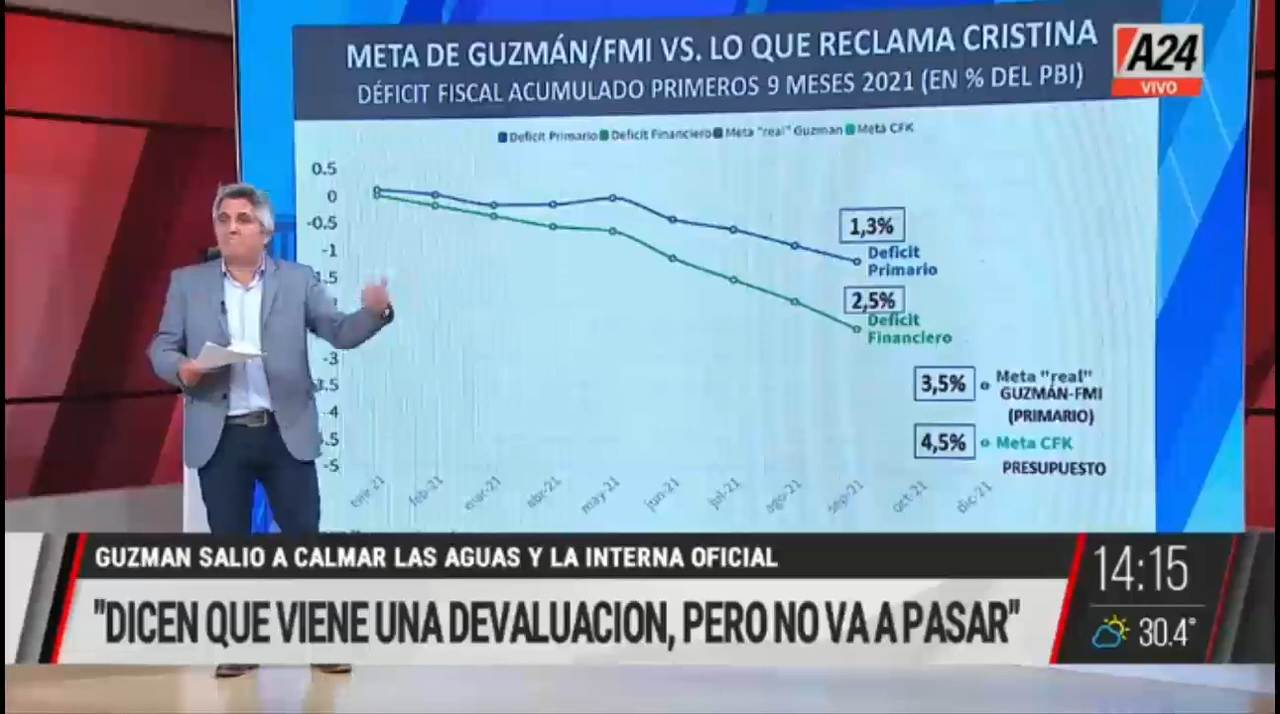 META DE GUZMÁN/FMI VS. LO QUE RECLAMA CRISTINA
DÉFICIT FISCAL ACUMULADO PRIMEROS 9 MESES 2021 (EN % DEL PBI)
A24
VIVO
Deficit Primario Deficit Financiero Meta "real" Guzman Meta CFK
0.5
0
-0.5
-1
1.5
-3
3.5
-4
.5
-5
1,3%
Deficit
Primario
2,5%
Deficit
Financiero
3,5%
Meta "real"
GUZMÁN-FMI
(PRIMARIO)
4,5%
Meta CFK
PRESUPUESTO
ene-21 feb-21 mar-21 abr-21 may-21 jun-21 jul-21 ago-21 sep-21 oct-21 dic-21
GUZMAN SALIO A CALMAR LAS AGUAS Y LA INTERNA OFICIAL
"DICEN QUE VIENE UNA DEVALUACION, PERO NO VA A PASAR"
14:15
30.4°